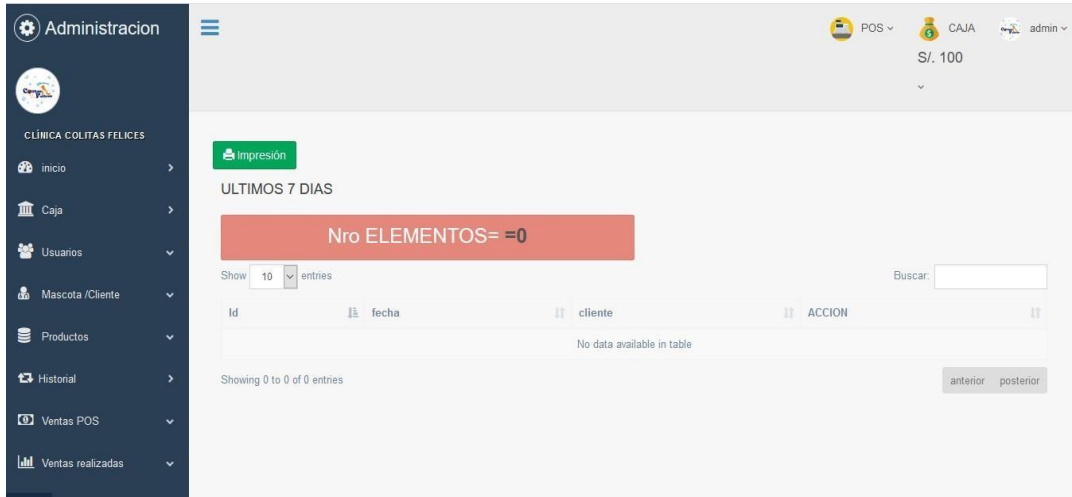 Administracion
POS
CAJA
admin
S/. 100
CLÍNICA COLITAS FELICES
inicio
Caja
Usuarios
Mascota /Cliente
Productos
Historial
Ventas POS
Ventas realizadas
Impresión
ULTIMOS 7 DIAS
Nro ELEMENTOS= =0
Show 10 entries
Buscar:
Id fecha cliente ACCION
No data available in table
Showing 0 to 0 of 0 entries
anterior posterior